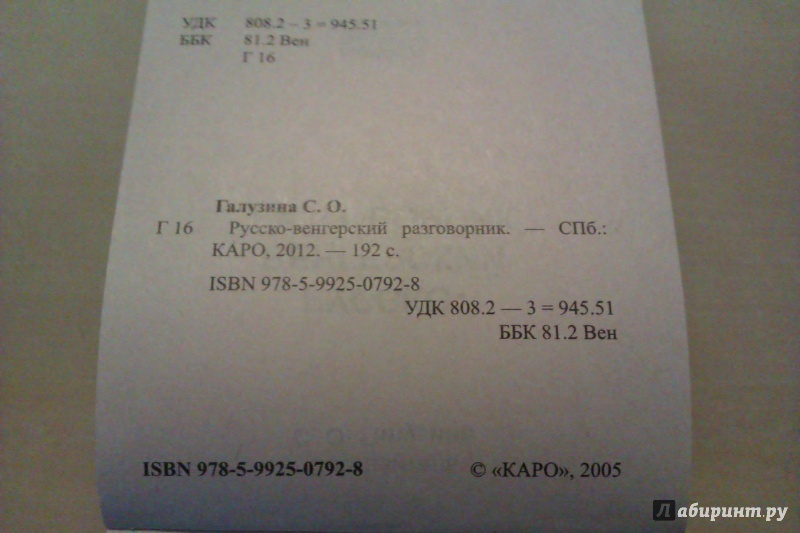 УДК 808.2 – 3 = 945.51
ББК 81.2 Вен
Г 16
Галузина С. О.
Г 16 Русско-венгерский разговорник. — СПб.:
КАРО, 2012. — 192 с.
ISBN 978-5-9925-0792-8
УДК 808.2 — 3 = 945.51
ББК 81.2 Вен
ISBN 978-5-9925-0792-8 © «КАРО», 2005
Лабиринт.ру